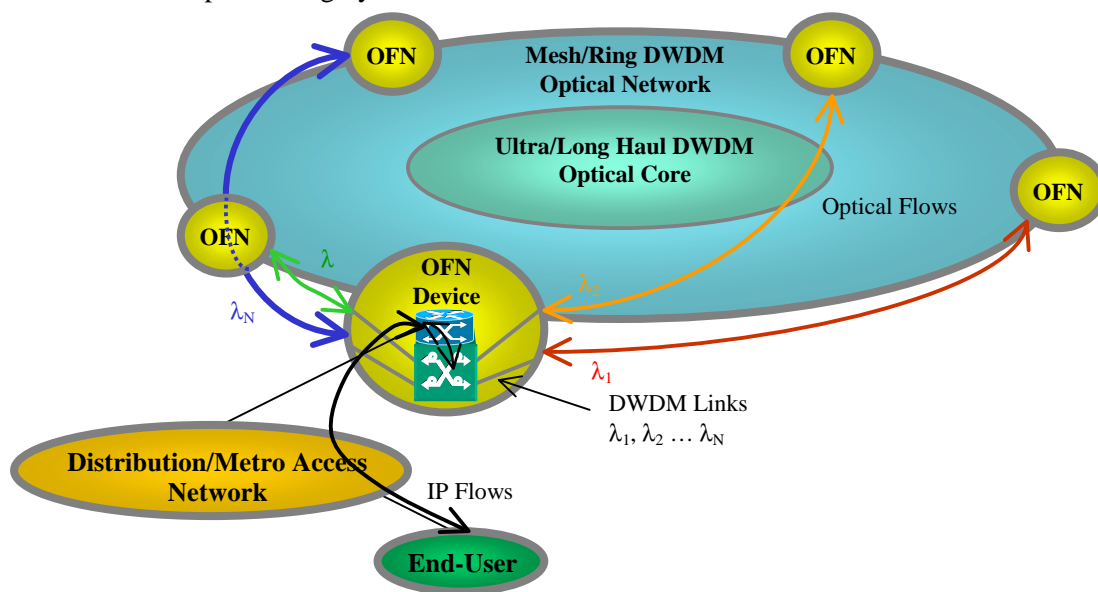 OFN
Mesh/Ring DWDM
Optical Network
OFN
Ultra/Long Haul DWDM
Optical Core
OFN
Optical Flows
OFN
λ
OFN
Device
λ2
λN
λ1
DWDM Links
λ1, λ2 … λN
Distribution/Metro Access
Network
IP Flows
End-User